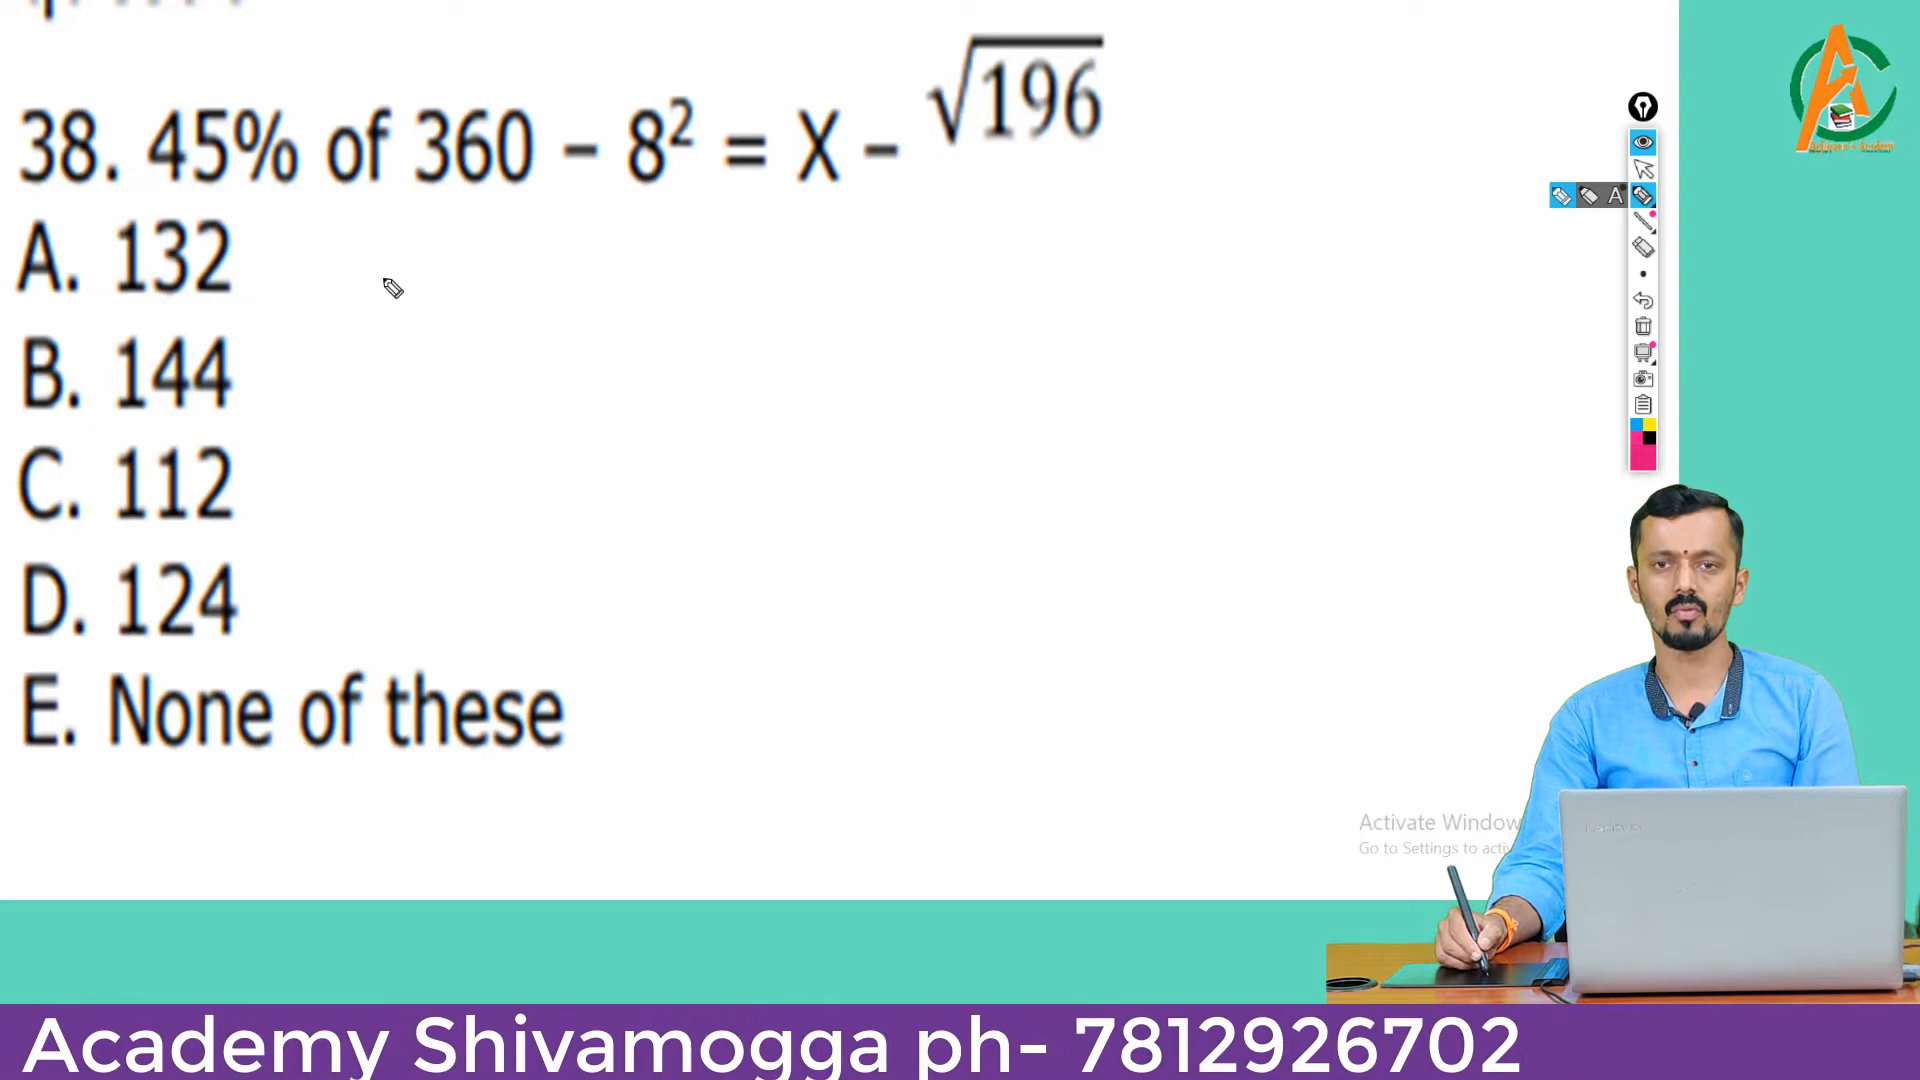 38. 45% of 360 – 8² = X – √196
A. 132
B. 144
C. 112
D. 124
E. None of these
Activate Window
Go to Settings to activ
Academy Shivamogga ph- 7812926702